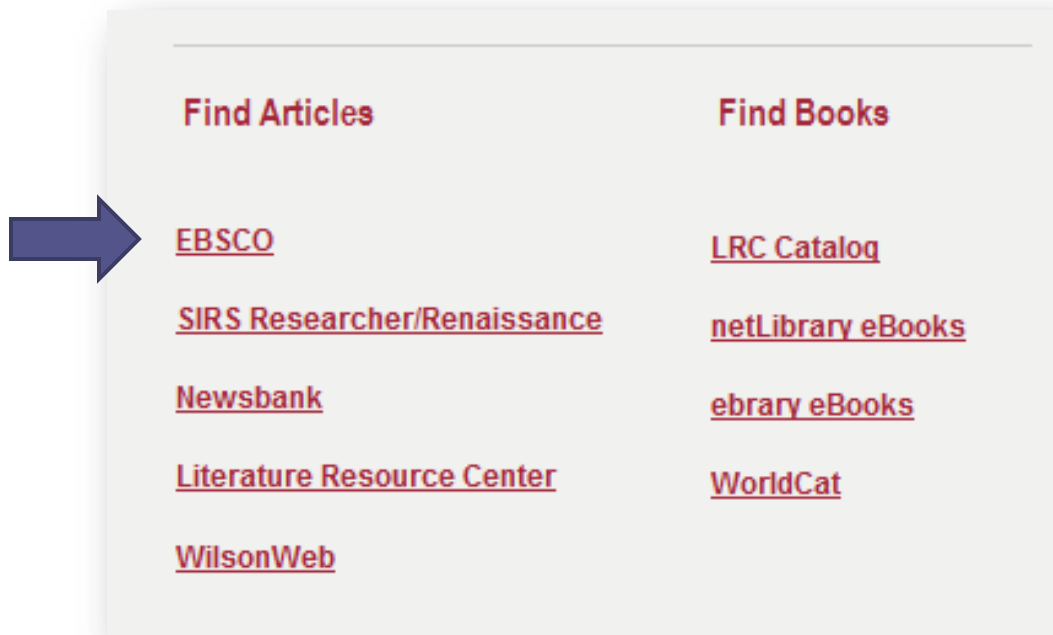 Find Articles
EBSCO
SIRS Researcher/Renaissance
Newsbank
Literature Resource Center
WilsonWeb
Find Books
LRC Catalog
netLibrary eBooks
ebrary eBooks
WorldCat